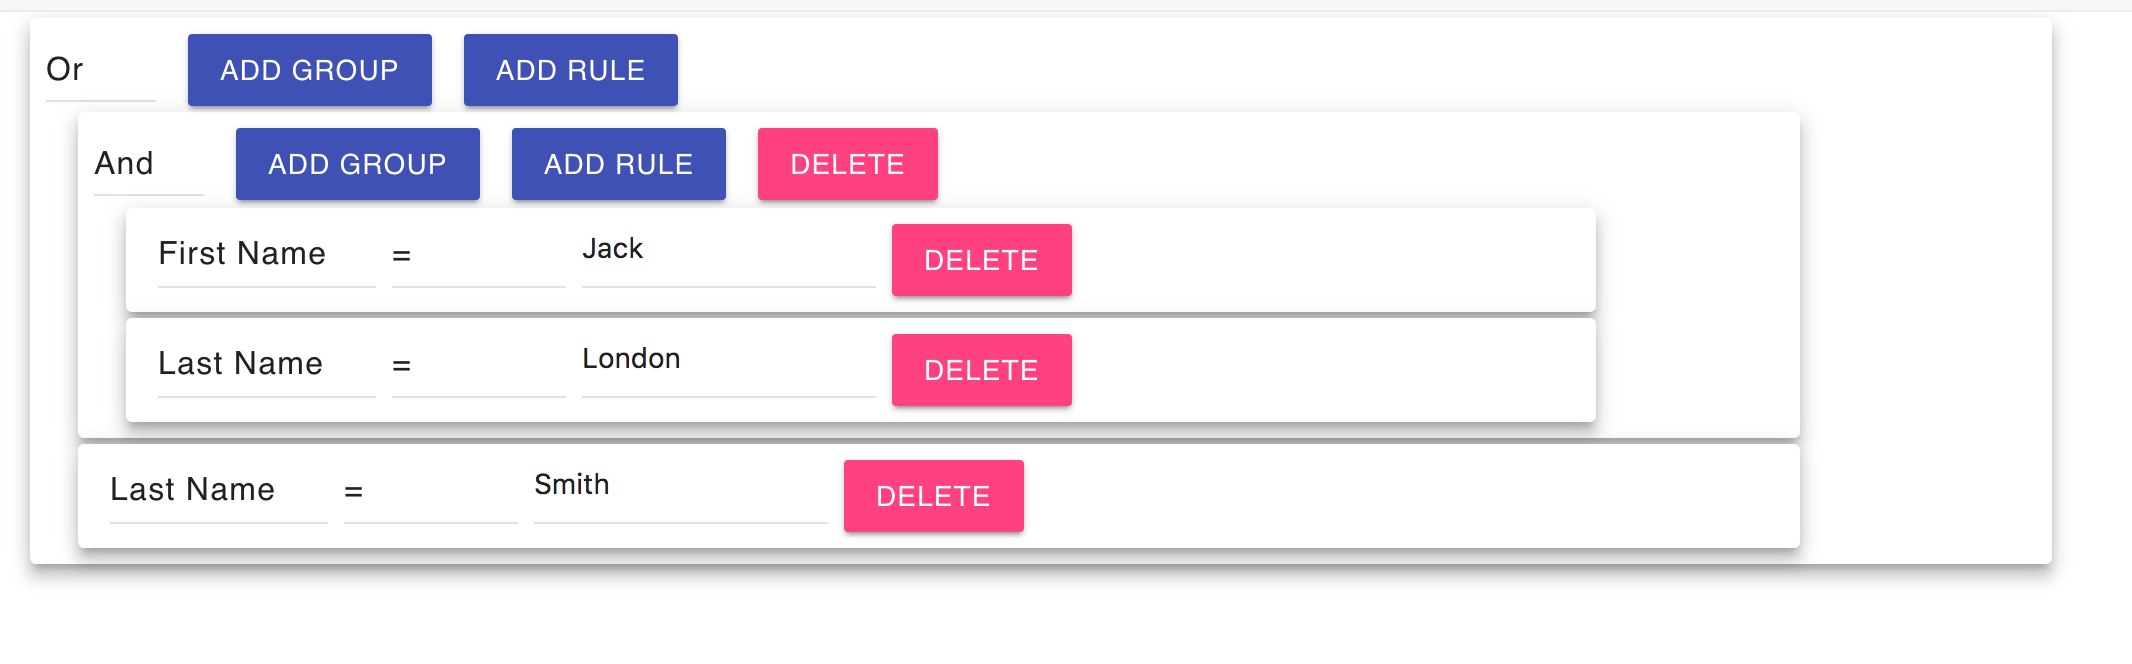 Or ADD GROUP ADD RULE
And ADD GROUP ADD RULE DELETE
First Name = Jack DELETE
Last Name = London DELETE
Last Name = Smith DELETE